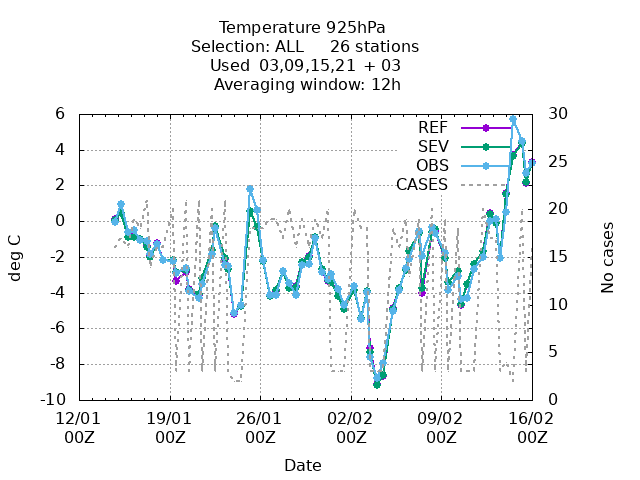 Temperature 925hPa
Selection: ALL 26 stations
Used 03,09,15,21 + 03
Averaging window: 12h
REF
SEV
OBS
CASES
6
4
2
0
-2
-4
-6
-8
-10
30
25
20
15
10
5
0
deg C
No cases
12/01 19/01 26/01 02/02 09/02 16/02
00Z 00Z 00Z 00Z 00Z 00Z
Date